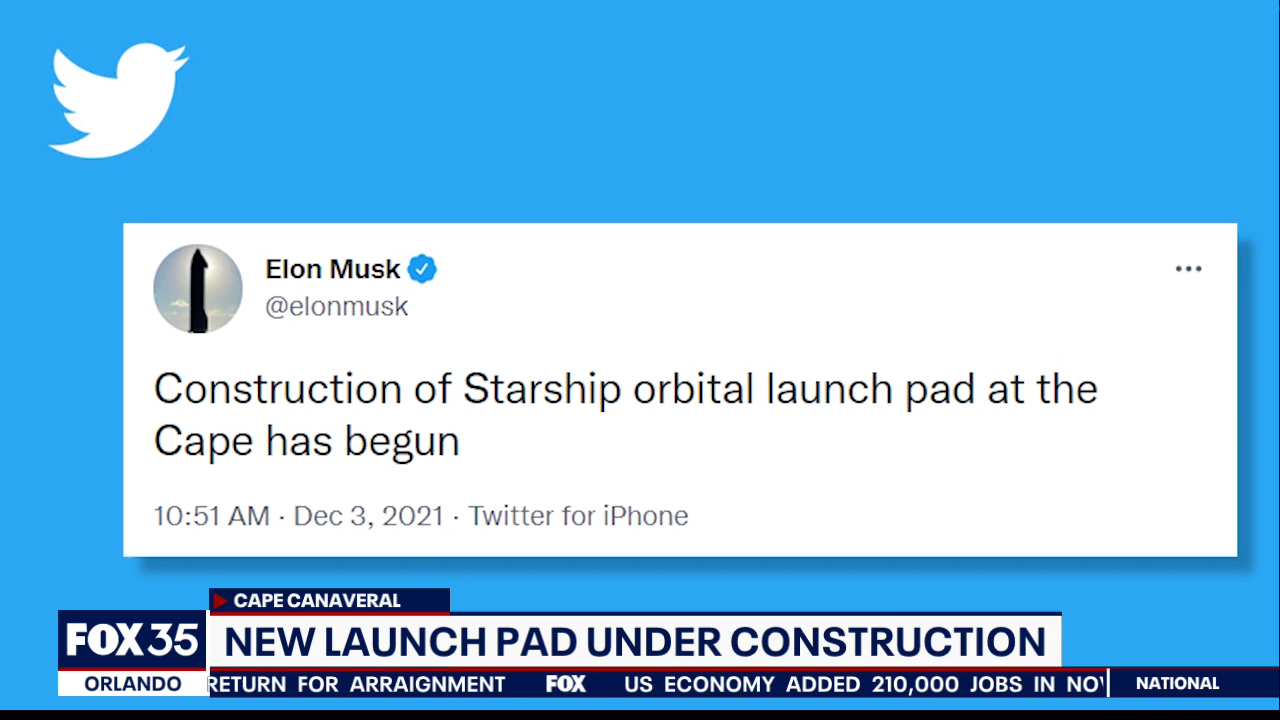 Elon Musk
@elonmusk
Construction of Starship orbital launch pad at the
Cape has begun
10:51 AM · Dec 3, 2021 · Twitter for iPhone
CAPE CANAVERAL
FOX 35
NEW LAUNCH PAD UNDER CONSTRUCTION
ORLANDO
RETURN FOR ARRAIGNMENT FOX US ECONOMY ADDED 210,000 JOBS IN
NATIONAL